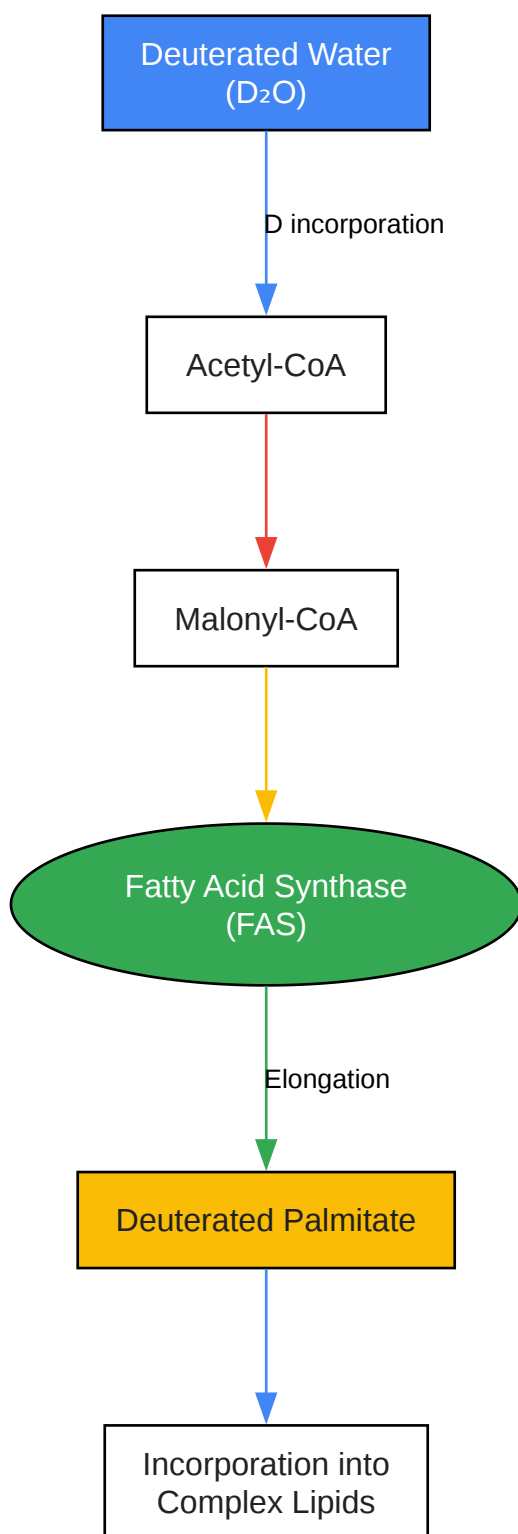 Deuterated Water
(D₂O)
D incorporation
Acetyl-CoA
Malonyl-CoA
Fatty Acid Synthase
(FAS)
Elongation
Deuterated Palmitate
Incorporation into
Complex Lipids